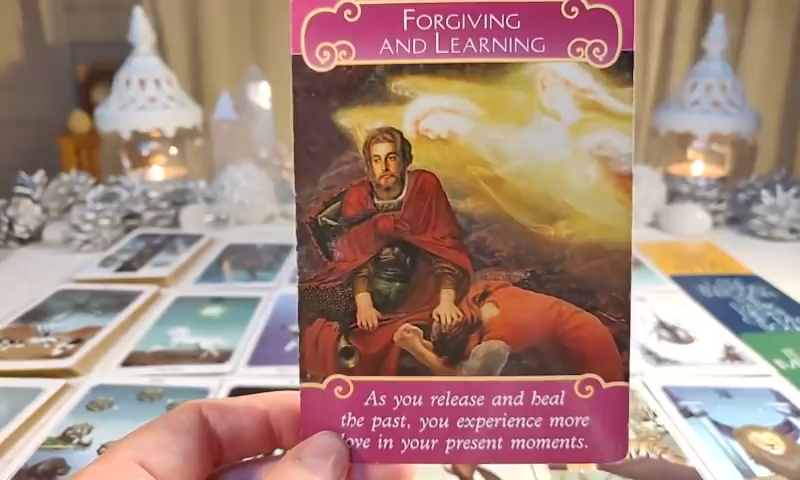 FORGIVING
AND LEARNING
As you release and heal
the past, you experience more
love in your present moments.